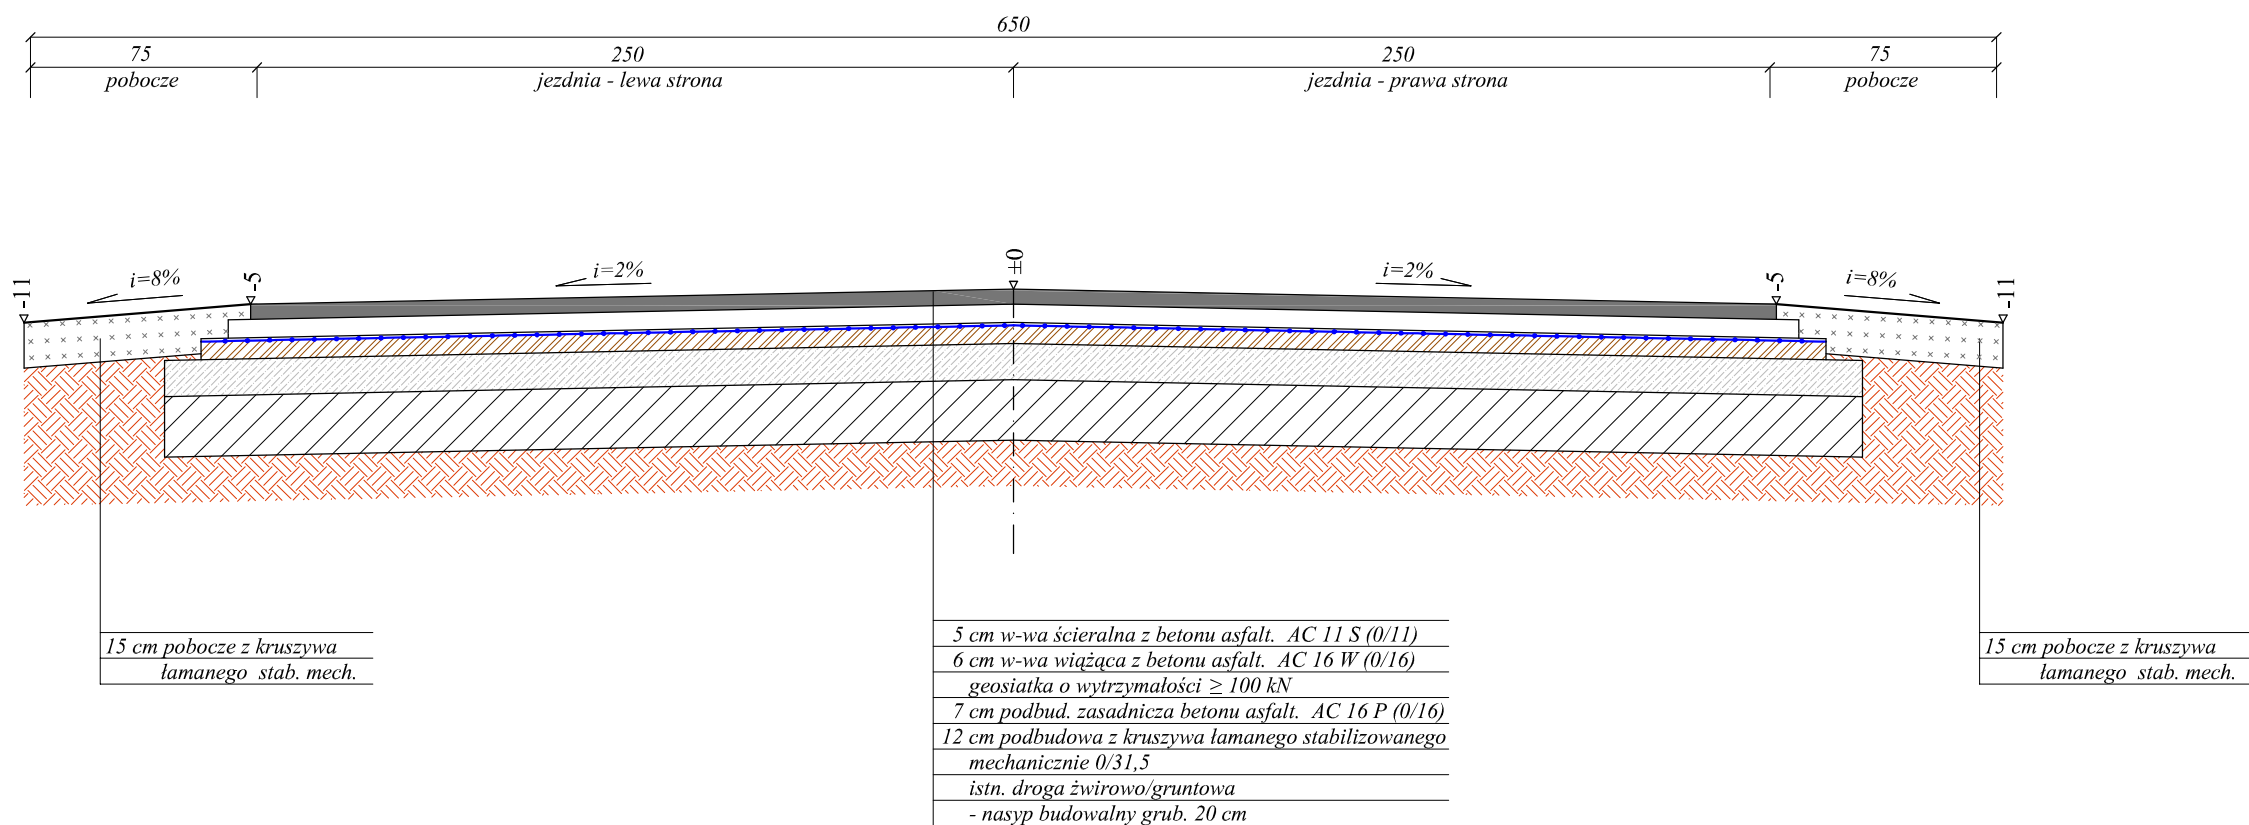 650
75
250
250
75
pobocze
jezdnia - lewa strona
jezdnia - prawa strona
pobocze
-11
i=8%
-5
i=2%
±0
i=2%
-5
i=8%
-11
15 cm pobocze z kruszywa
łamanego stab. mech.
5 cm w-wa ścieralna z betonu asfalt. AC 11 S (0/11)
6 cm w-wa wiążąca z betonu asfalt. AC 16 W (0/16)
geosiatka o wytrzymałości ≥ 100 kN
7 cm podbud. zasadnicza betonu asfalt. AC 16 P (0/16)
12 cm podbudowa z kruszywa łamanego stabilizowanego
mechanicznie 0/31,5
istn. droga żwirowo/gruntowa
- nasyp budowalny grub. 20 cm
15 cm pobocze z kruszywa
łamanego stab. mech.